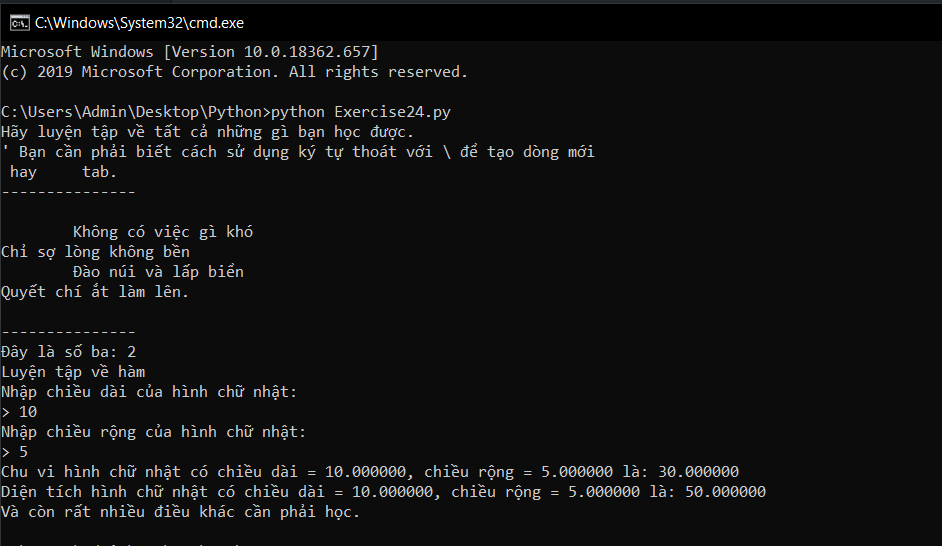 C:\Windows\System32\cmd.exe
Microsoft Windows [Version 10.0.18362.657]
(c) 2019 Microsoft Corporation. All rights reserved.
C:\Users\Admin\Desktop\Python>python Exercise24.py
Hãy luyện tập về tất cả những gì bạn học được.
' Bạn cần phải biết cách sử dụng ký tự thoát với \ để tạo dòng mới
 hay     tab.
---------------
        Không có việc gì khó
Chỉ sợ lòng không bền
        Đào núi và lấp biển
Quyết chí ắt làm lên.
---------------
Đây là số ba: 2
Luyện tập về hàm
Nhập chiều dài của hình chữ nhật:
> 10
Nhập chiều rộng của hình chữ nhật:
> 5
Chu vi hình chữ nhật có chiều dài = 10.000000, chiều rộng = 5.000000 là: 30.000000
Diện tích hình chữ nhật có chiều dài = 10.000000, chiều rộng = 5.000000 là: 50.000000
Và còn rất nhiều điều khác cần phải học.